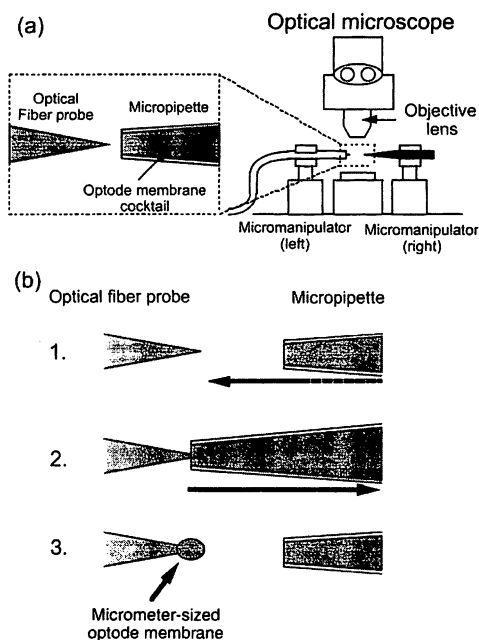 (a)
Optical microscope
Optical
Fiber probe
Micropipette
Optode membrane
cocktail
Objective
lens
Micromanipulator
(left)
Micromanipulator
(right)
(b)
Optical fiber probe
Micropipette
1.
2.
3.
Micrometer-sized
optode membrane